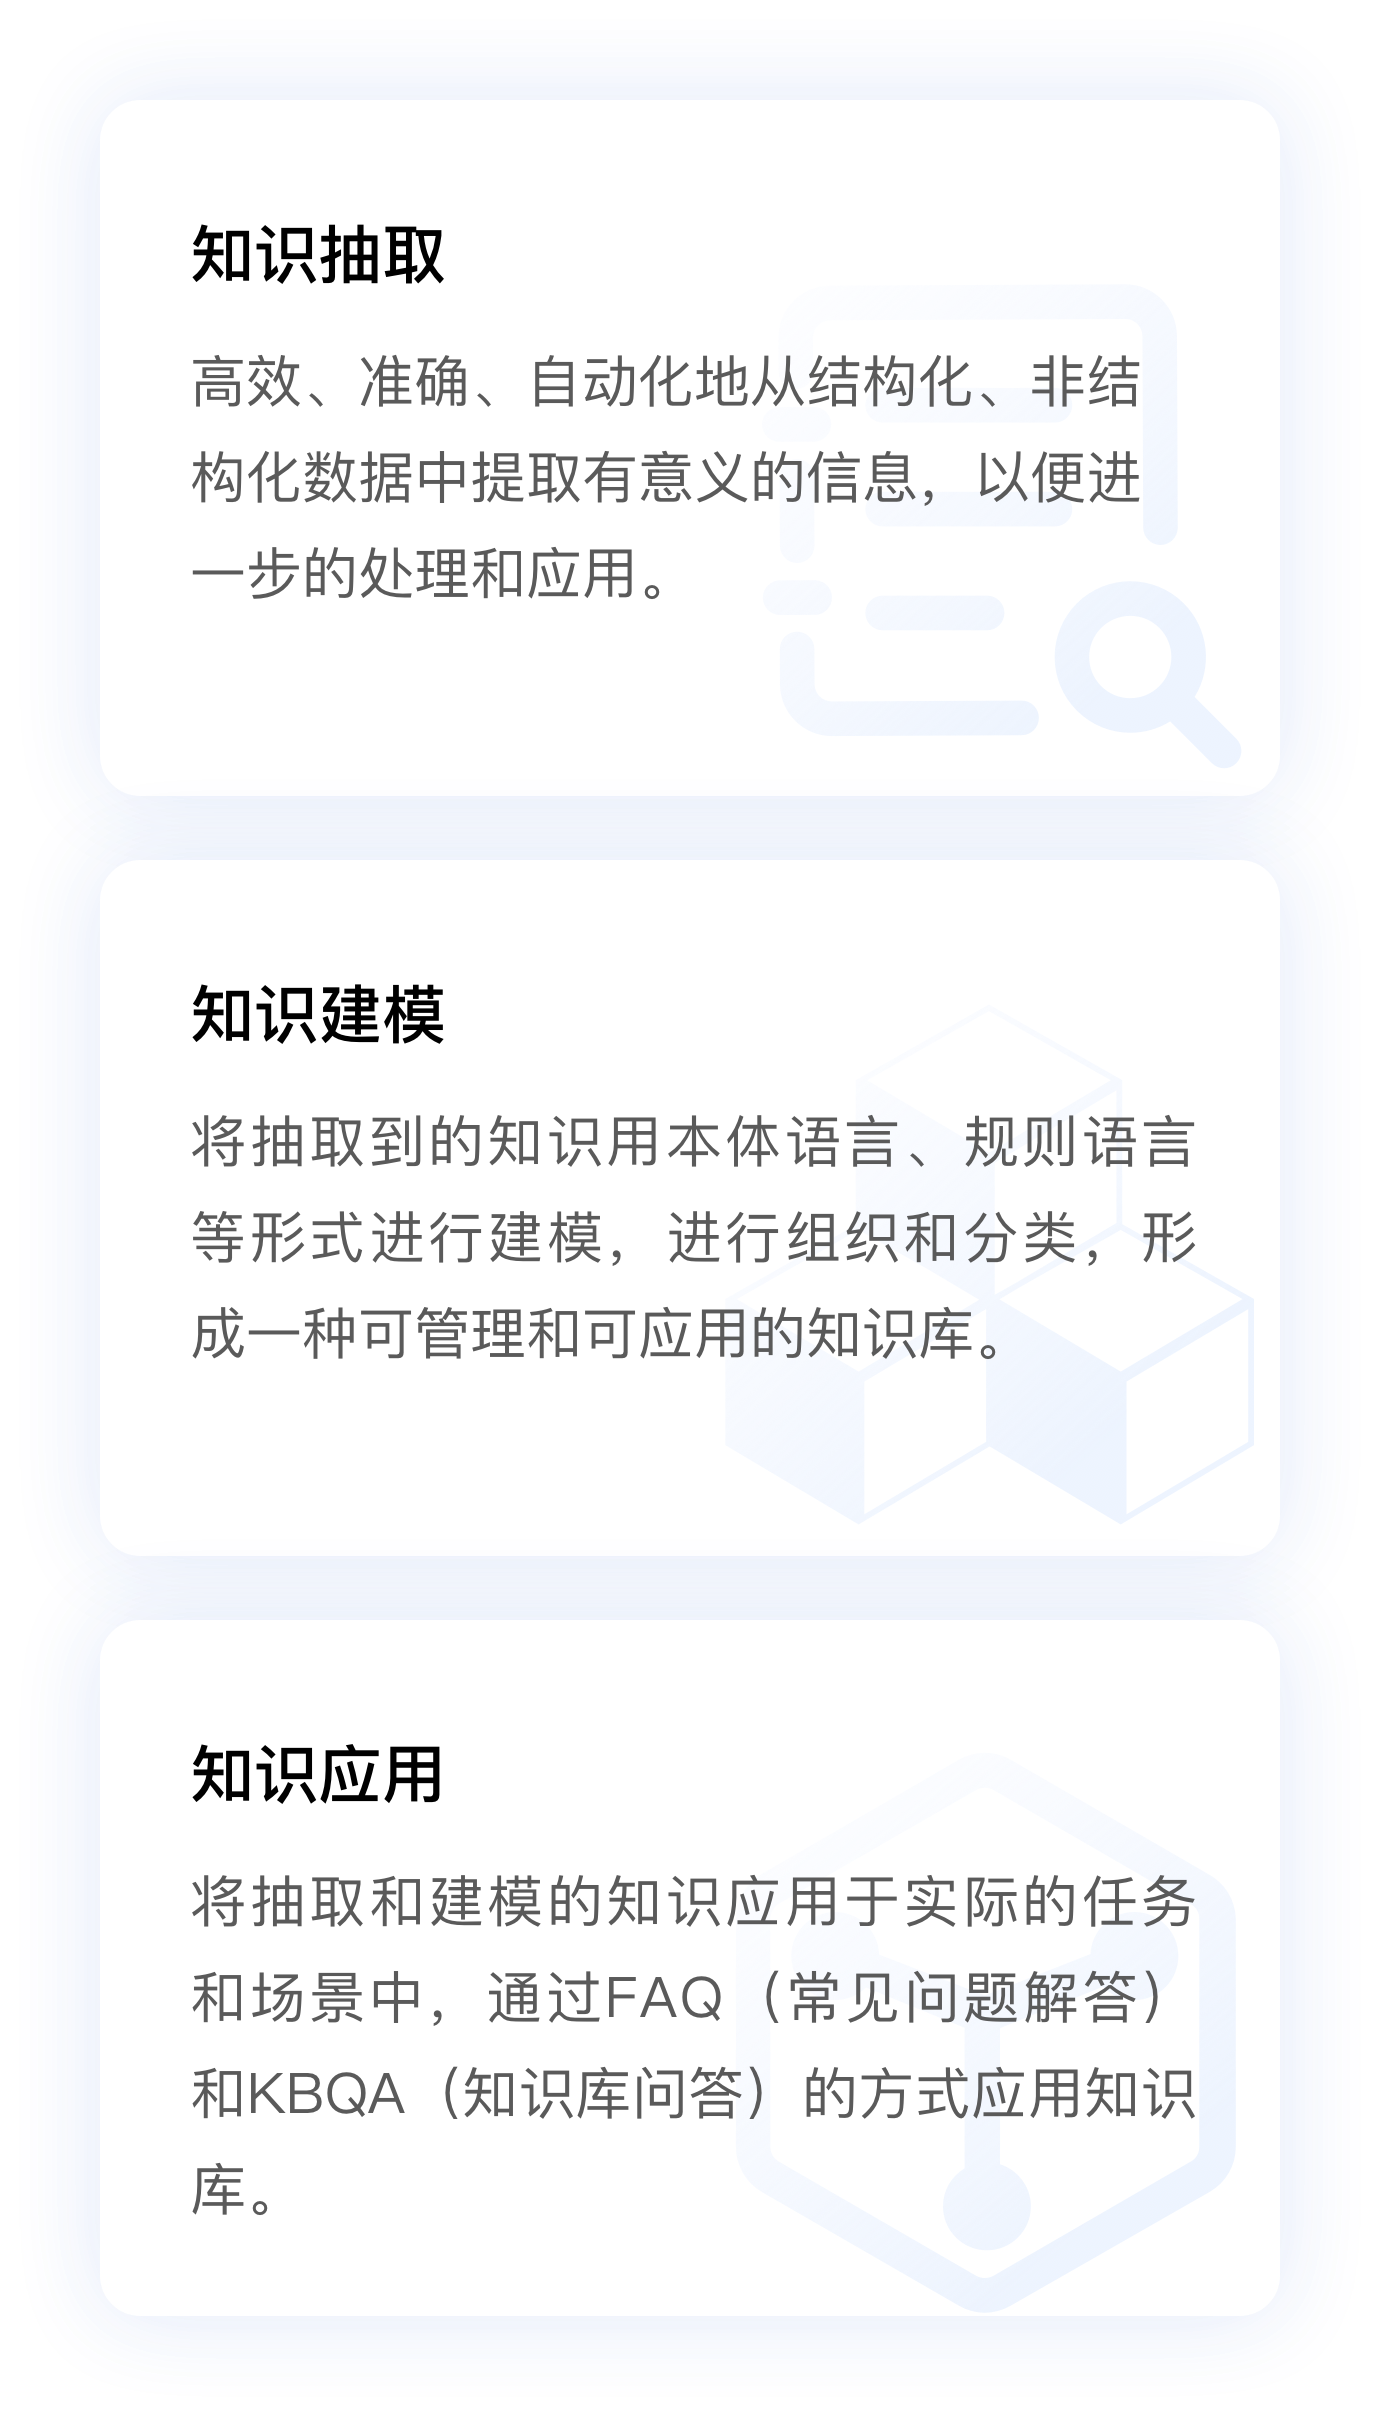 知识抽取
高效、准确、自动化地从结构化、非结
构化数据中提取有意义的信息，以便进
一步的处理和应用。
知识建模
将抽取到的知识用本体语言、规则语言
等形式进行建模，进行组织和分类，形
成一种可管理和可应用的知识库。
知识应用
将抽取和建模的知识应用于实际的任务
和场景中，通过FAQ（常见问题解答）
和KBQA（知识库问答）的方式应用知识
库。